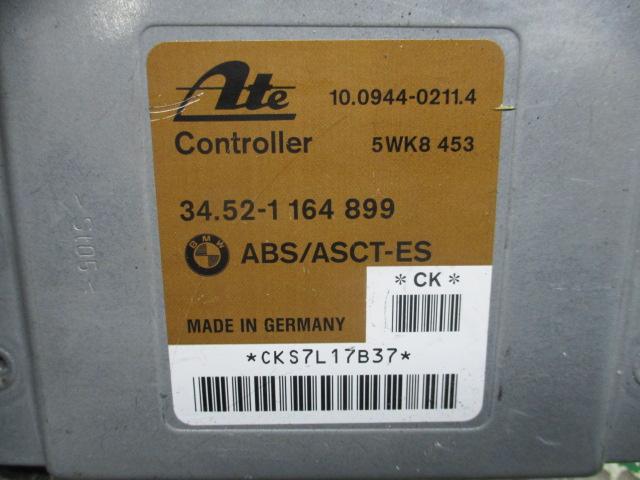 Ate 10.0944-0211.4
Controller 5WK8 453
34.52-1 164 899
BMW ABS/ASCT-ES
*CK*
MADE IN GERMANY
*CKS7L17B37*